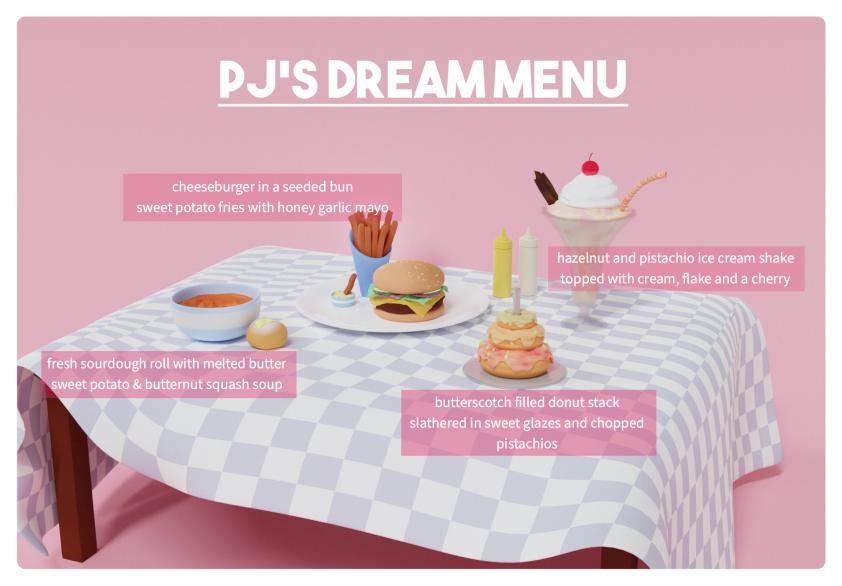 PJ'S DREAM MENU
cheeseburger in a seeded bun
sweet potato fries with honey garlic mayo
hazelnut and pistachio ice cream shake
topped with cream, flake and a cherry
fresh sourdough roll with melted butter
sweet potato & butternut squash soup
butterscotch filled donut stack
slathered in sweet glazes and chopped
pistachios